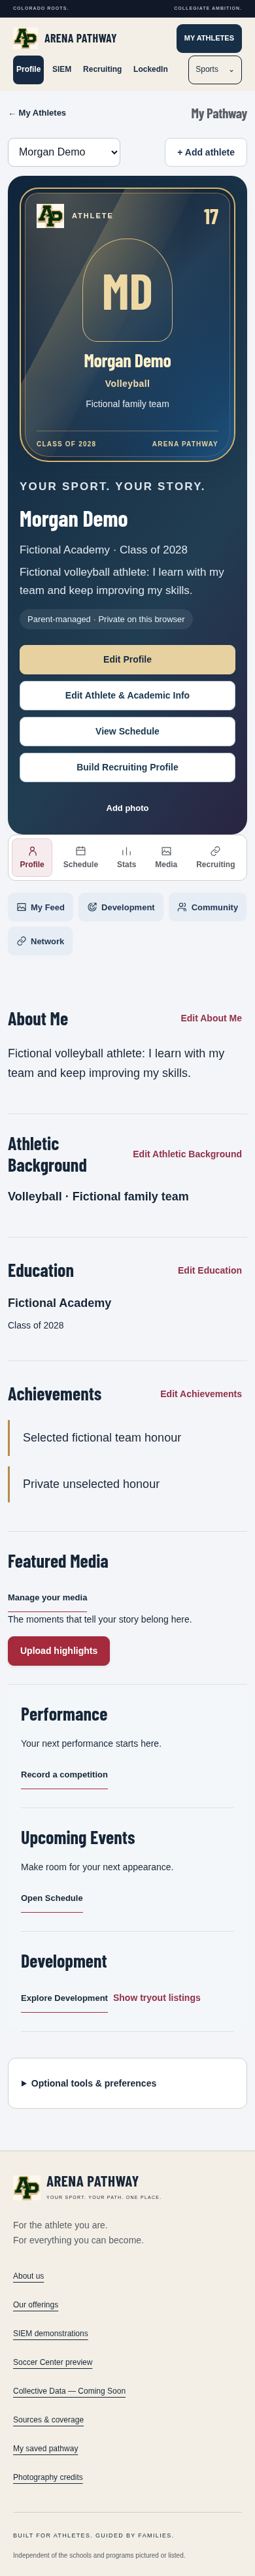 COLORADO ROOTS.
COLLEGIATE AMBITION.
AP
ARENA PATHWAY
MY ATHLETES
Profile
SIEM
Recruiting
LockedIn
Sports
← My Athletes
My Pathway
Morgan Demo
+ Add athlete
AP
ATHLETE
17
MD
Morgan Demo
Volleyball
Fictional family team
CLASS OF 2028
ARENA PATHWAY
YOUR SPORT. YOUR STORY.
Morgan Demo
Fictional Academy · Class of 2028
Fictional volleyball athlete: I learn with my
team and keep improving my skills.
Parent-managed · Private on this browser
Edit Profile
Edit Athlete & Academic Info
View Schedule
Build Recruiting Profile
Add photo
Profile
Schedule
Stats
Media
Recruiting
My Feed
Development
Community
Network
About Me
Edit About Me
Fictional volleyball athlete: I learn with my
team and keep improving my skills.
Athletic
Background
Edit Athletic Background
Volleyball · Fictional family team
Education
Edit Education
Fictional Academy
Class of 2028
Achievements
Edit Achievements
Selected fictional team honour
Private unselected honour
Featured Media
Manage your media
The moments that tell your story belong here.
Upload highlights
Performance
Your next performance starts here.
Record a competition
Upcoming Events
Make room for your next appearance.
Open Schedule
Development
Explore Development
Show tryout listings
▶ Optional tools & preferences
AP
ARENA PATHWAY
YOUR SPORT. YOUR PATH. ONE PLACE.
For the athlete you are.
For everything you can become.
About us
Our offerings
SIEM demonstrations
Soccer Center preview
Collective Data — Coming Soon
Sources & coverage
My saved pathway
Photography credits
BUILT FOR ATHLETES. GUIDED BY FAMILIES.
Independent of the schools and programs pictured or listed.